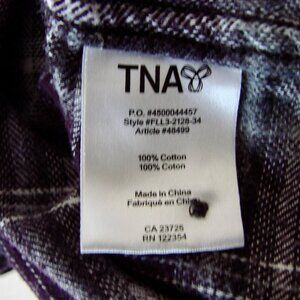 TNA
P.O. #4500044457
Style #FLL3-2128-34
Article #48499
100% Cotton
100% Coton
Made in China
Fabriqué en Chine
CA 23725
RN 122354